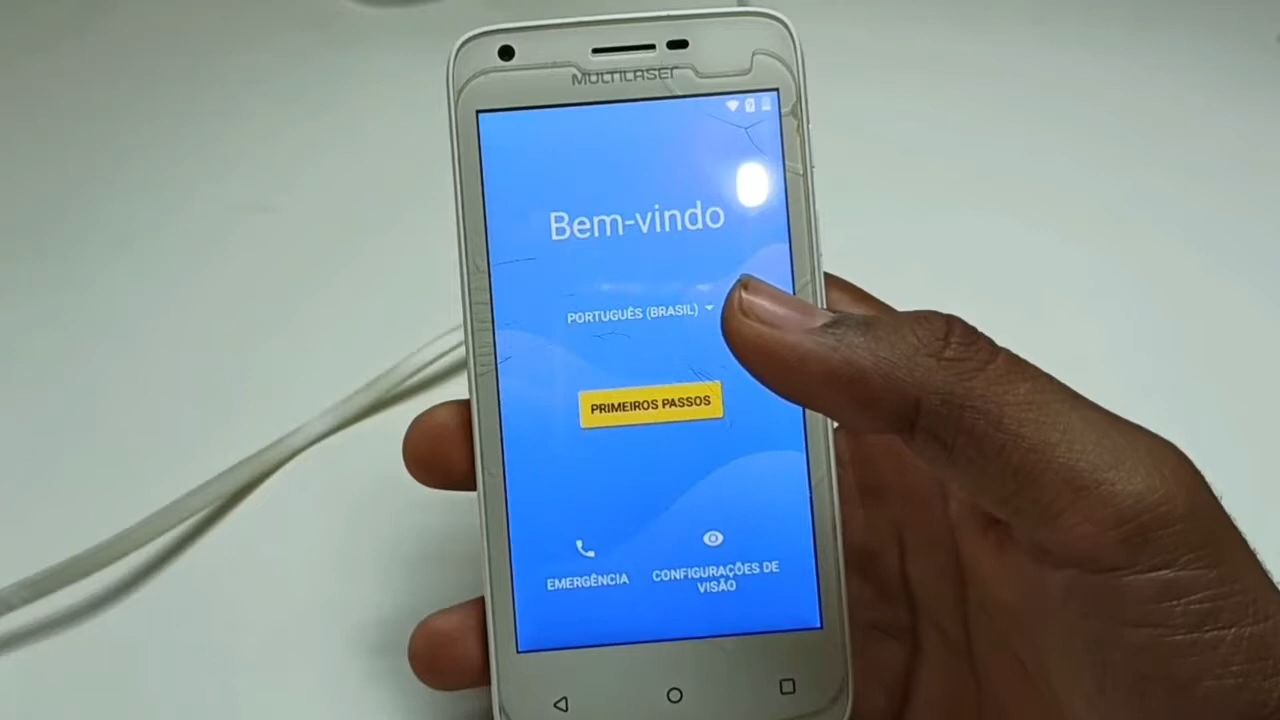 MULTILASER
Bem-vindo
PORTUGUÊS (BRASIL)
PRIMEIROS PASSOS
EMERGÊNCIA
CONFIGURAÇÕES DE
VISÃO